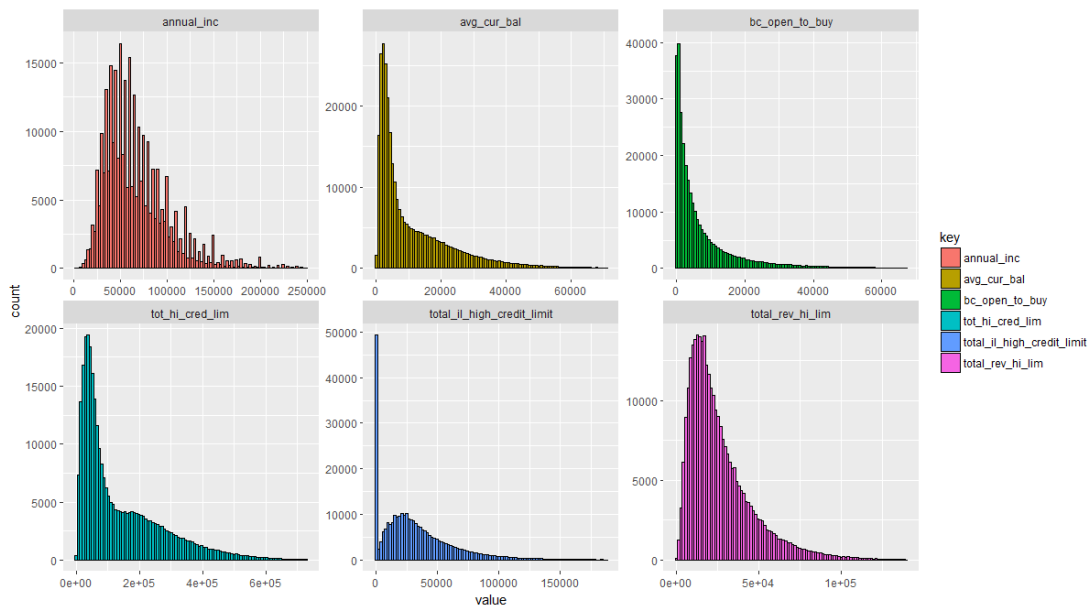 annual_inc
avg_cur_bal
bc_open_to_buy
15000
10000
5000
0
0 50000 100000 150000 200000 250000
20000
10000
0
0 20000 40000 60000
40000
30000
20000
10000
0
0 20000 40000 60000
tot_hi_cred_lim
total_il_high_credit_limit
total_rev_hi_lim
20000
15000
10000
5000
0
0e+00 2e+05 4e+05 6e+05
50000
40000
30000
20000
10000
0
0 50000 100000 150000
10000
5000
0
0e+00 5e+04 1e+05
count
value
key
annual_inc
avg_cur_bal
bc_open_to_buy
tot_hi_cred_lim
total_il_high_credit_limit
total_rev_hi_lim